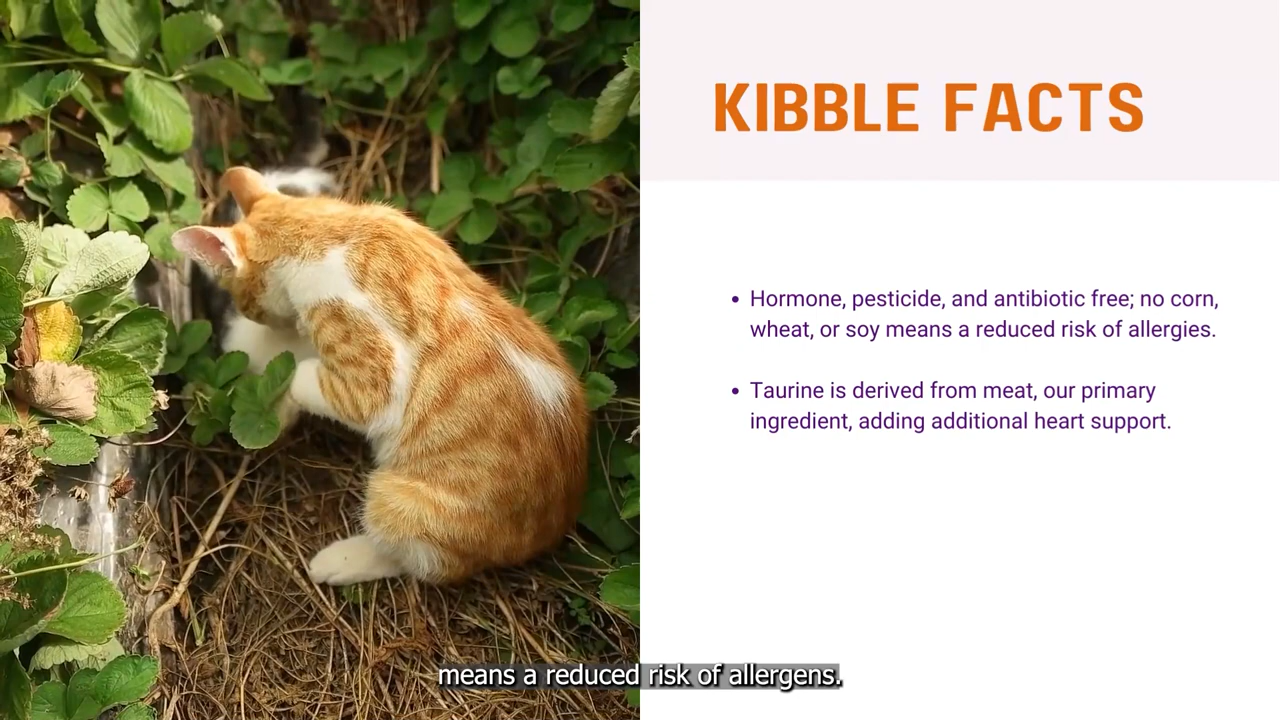 KIBBLE FACTS
• Hormone, pesticide, and antibiotic free; no corn,
wheat, or soy means a reduced risk of allergies.
• Taurine is derived from meat, our primary
ingredient, adding additional heart support.
means a reduced risk of allergens.